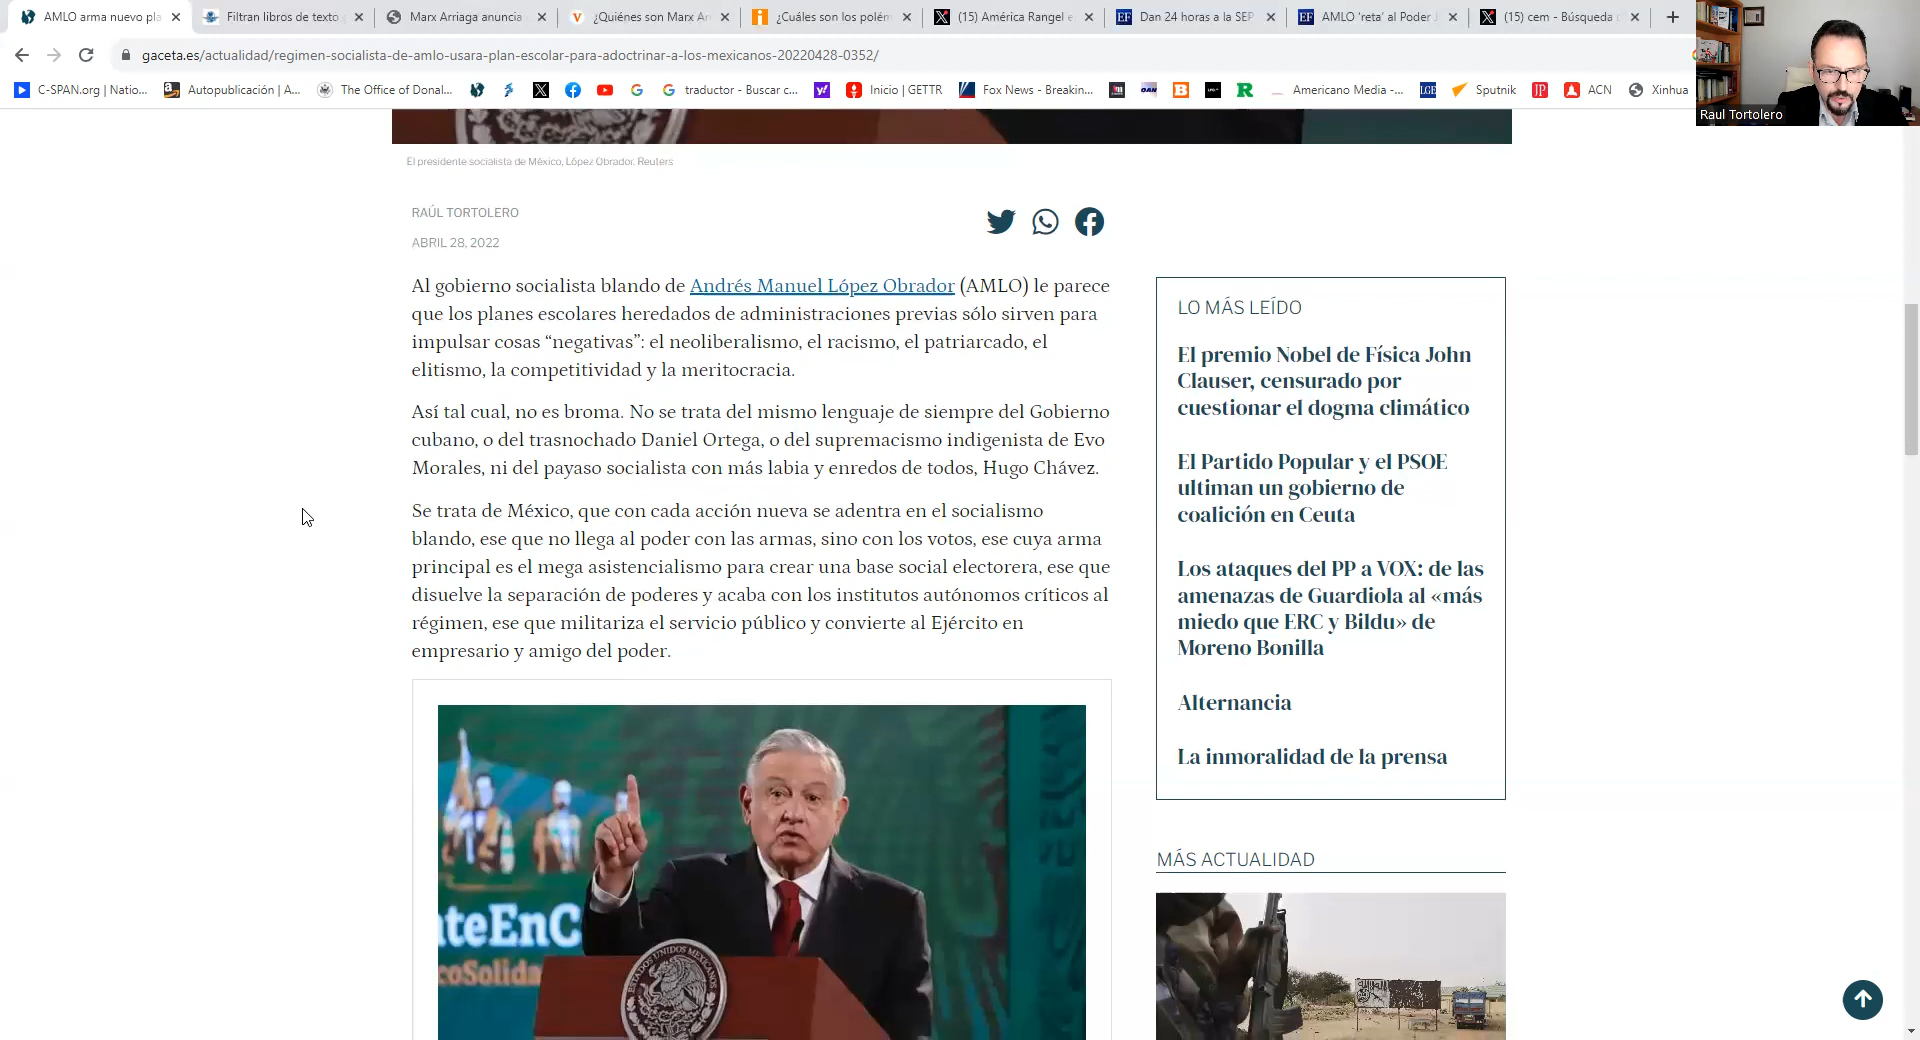 AMLO arma nuevo pla
Filtran libros de texto
Marx Arriaga anuncia
¿Quiénes son Marx Ar
¿Cuáles son los polém
(15) América Rangel e
Dan 24 horas a la SEP
AMLO 'reta' al Poder J
(15) cem - Búsqueda d
gaceta.es/actualidad/regimen-socialista-de-amlo-usara-plan-escolar-para-adoctrinar-a-los-mexicanos-20220428-0352/
C-SPAN.org | Natio...
Autopublicación | A...
The Office of Donal...
traductor - Buscar c...
Inicio | GETTR
Fox News - Breakin...
OAN
Americano Media -...
LGE
Sputnik
JP
ACN
Xinhua
Raul Tortolero
El presidente socialista de México, López Obrador. Reuters
RAÚL TORTOLERO
ABRIL 28, 2022
Al gobierno socialista blando de Andrés Manuel López Obrador (AMLO) le parece
que los planes escolares heredados de administraciones previas sólo sirven para
impulsar cosas “negativas”: el neoliberalismo, el racismo, el patriarcado, el
elitismo, la competitividad y la meritocracia.
Así tal cual, no es broma. No se trata del mismo lenguaje de siempre del Gobierno
cubano, o del trasnochado Daniel Ortega, o del supremacismo indigenista de Evo
Morales, ni del payaso socialista con más labia y enredos de todos, Hugo Chávez.
Se trata de México, que con cada acción nueva se adentra en el socialismo
blando, ese que no llega al poder con las armas, sino con los votos, ese cuya arma
principal es el mega asistencialismo para crear una base social electorera, ese que
disuelve la separación de poderes y acaba con los institutos autónomos críticos al
régimen, ese que militariza el servicio público y convierte al Ejército en
empresario y amigo del poder.
teEnC
coSolida
ESTADOS UNIDOS MEXICANOS
LO MÁS LEÍDO
El premio Nobel de Física John
Clauser, censurado por
cuestionar el dogma climático
El Partido Popular y el PSOE
ultiman un gobierno de
coalición en Ceuta
Los ataques del PP a VOX: de las
amenazas de Guardiola al «más
miedo que ERC y Bildu» de
Moreno Bonilla
Alternancia
La inmoralidad de la prensa
MÁS ACTUALIDAD